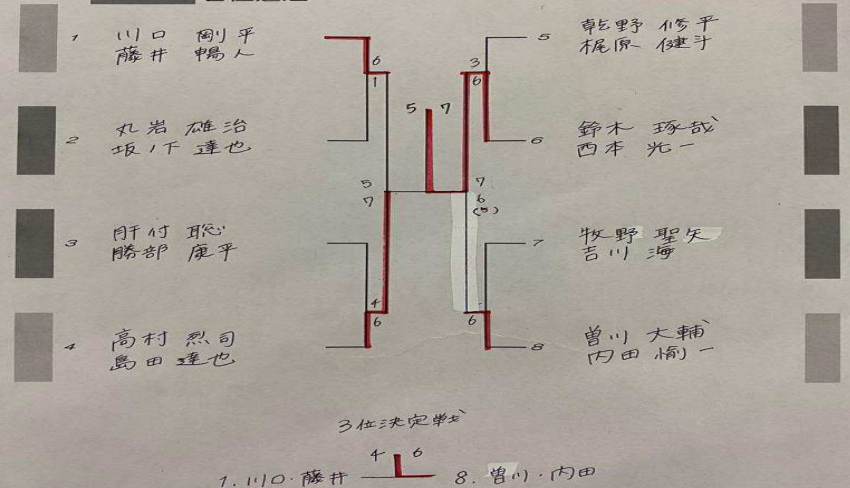 1 川口 剛平
藤井 暢人
6
1
2 丸岩 雄治
坂ノ下 達也
5 7
5
7
3 肝付 聡
勝部 康平
4
6
4 高村 烈司
島田 達也
5 乾野 修平
梶原 健斗
3
6
6 鈴木 琢哉
西本 光一
7
6
(5)
7 牧野 聖矢
吉川 海
6
8 曽川 大輔
内田 愉一
3位決定戦
4 6
1. 川口・藤井 8. 曽川・内田